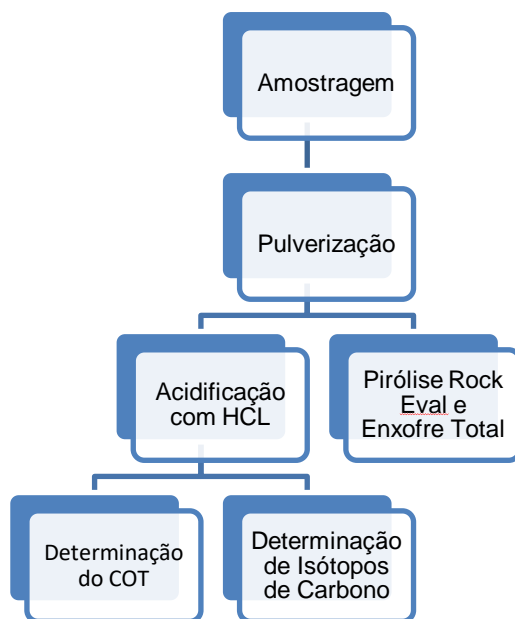 Amostragem
Pulverização
Acidificação
com HCL
Pirólise Rock
Eval e
Enxofre Total
Determinação
do COT
Determinação
de Isótopos
de Carbono